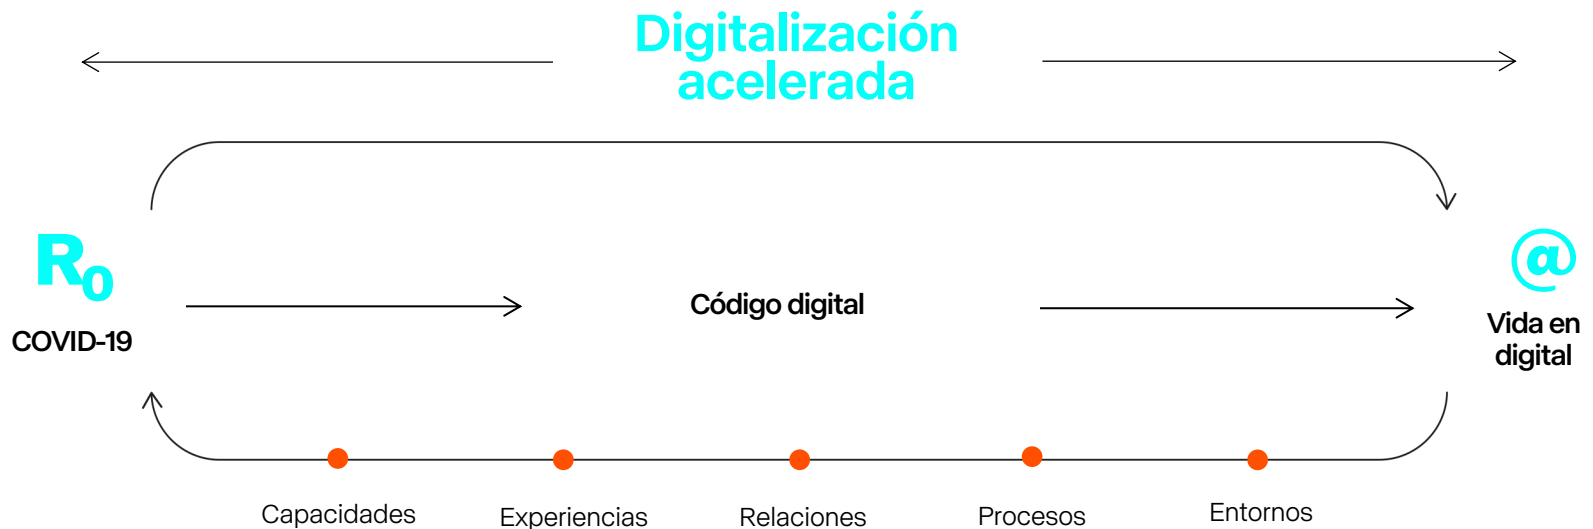 Digitalización
acelerada
R₀
@
Código digital
COVID-19
Vida en
digital
Capacidades
Experiencias
Relaciones
Procesos
Entornos